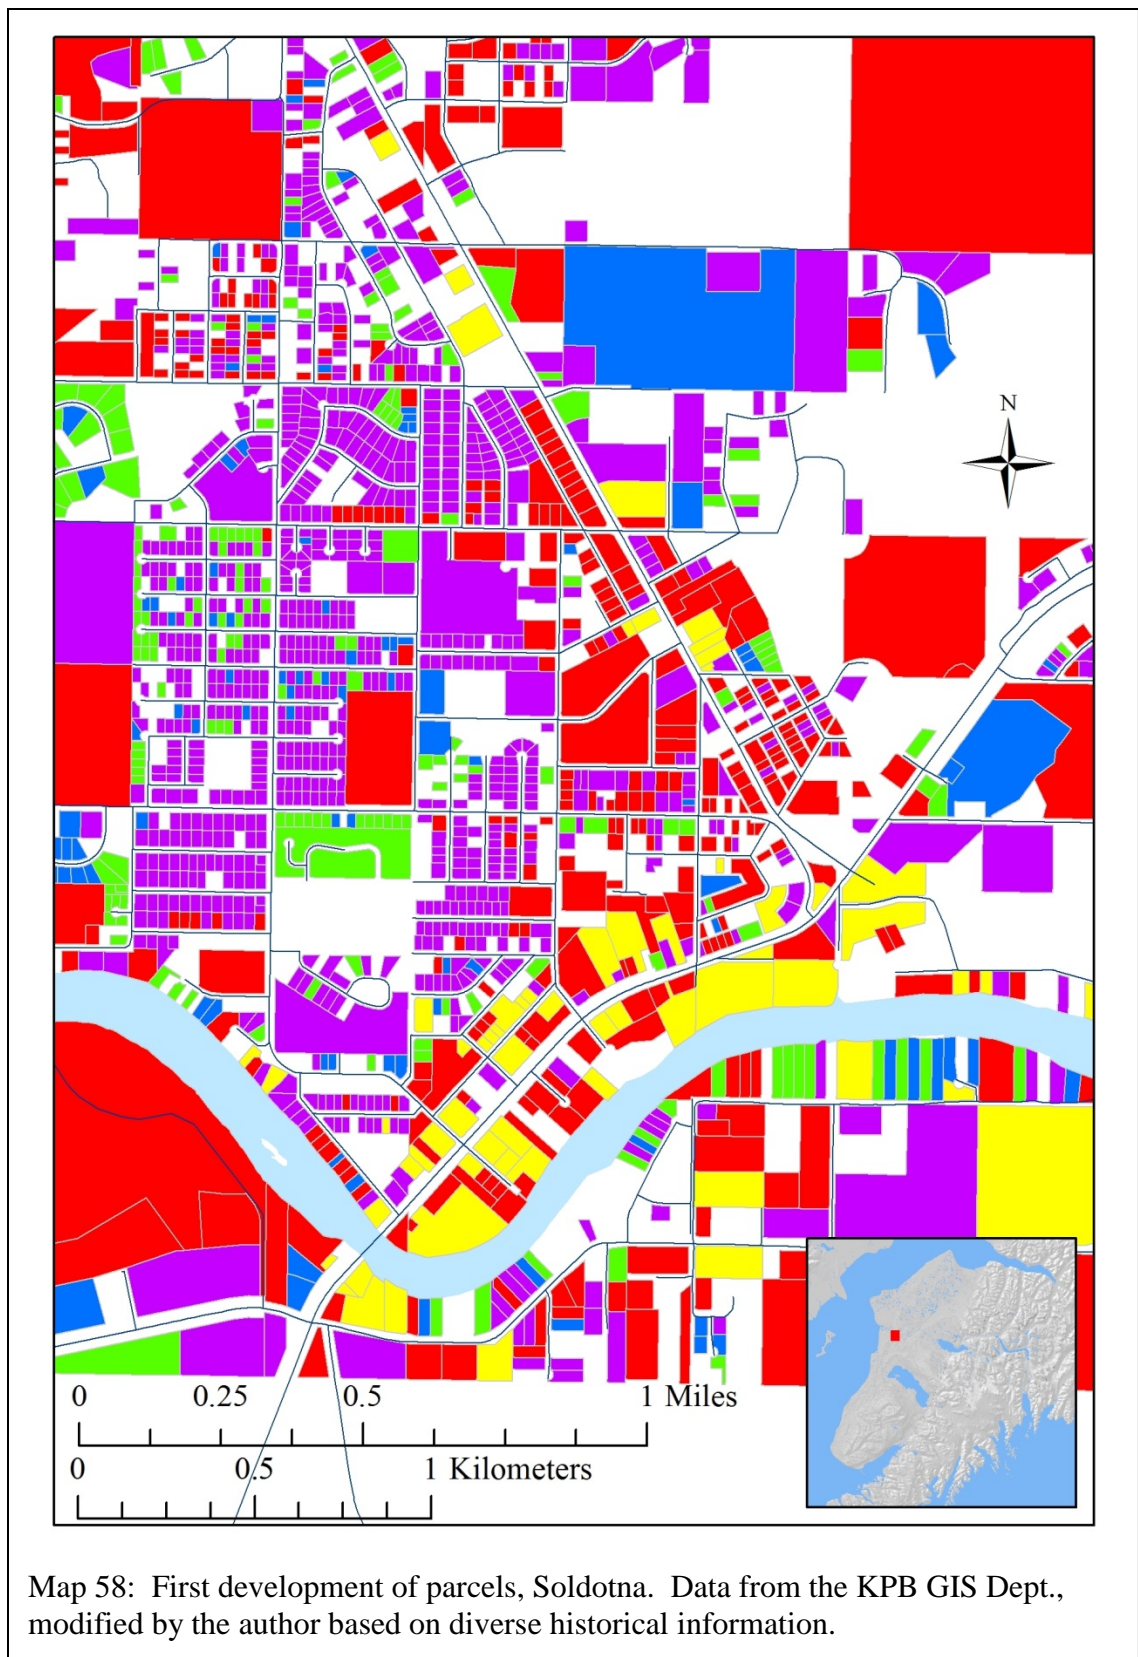 N
0 0.25 0.5 1 Miles
0 0.5 1 Kilometers
Map 58: First development of parcels, Soldotna. Data from the KPB GIS Dept.,
modified by the author based on diverse historical information.